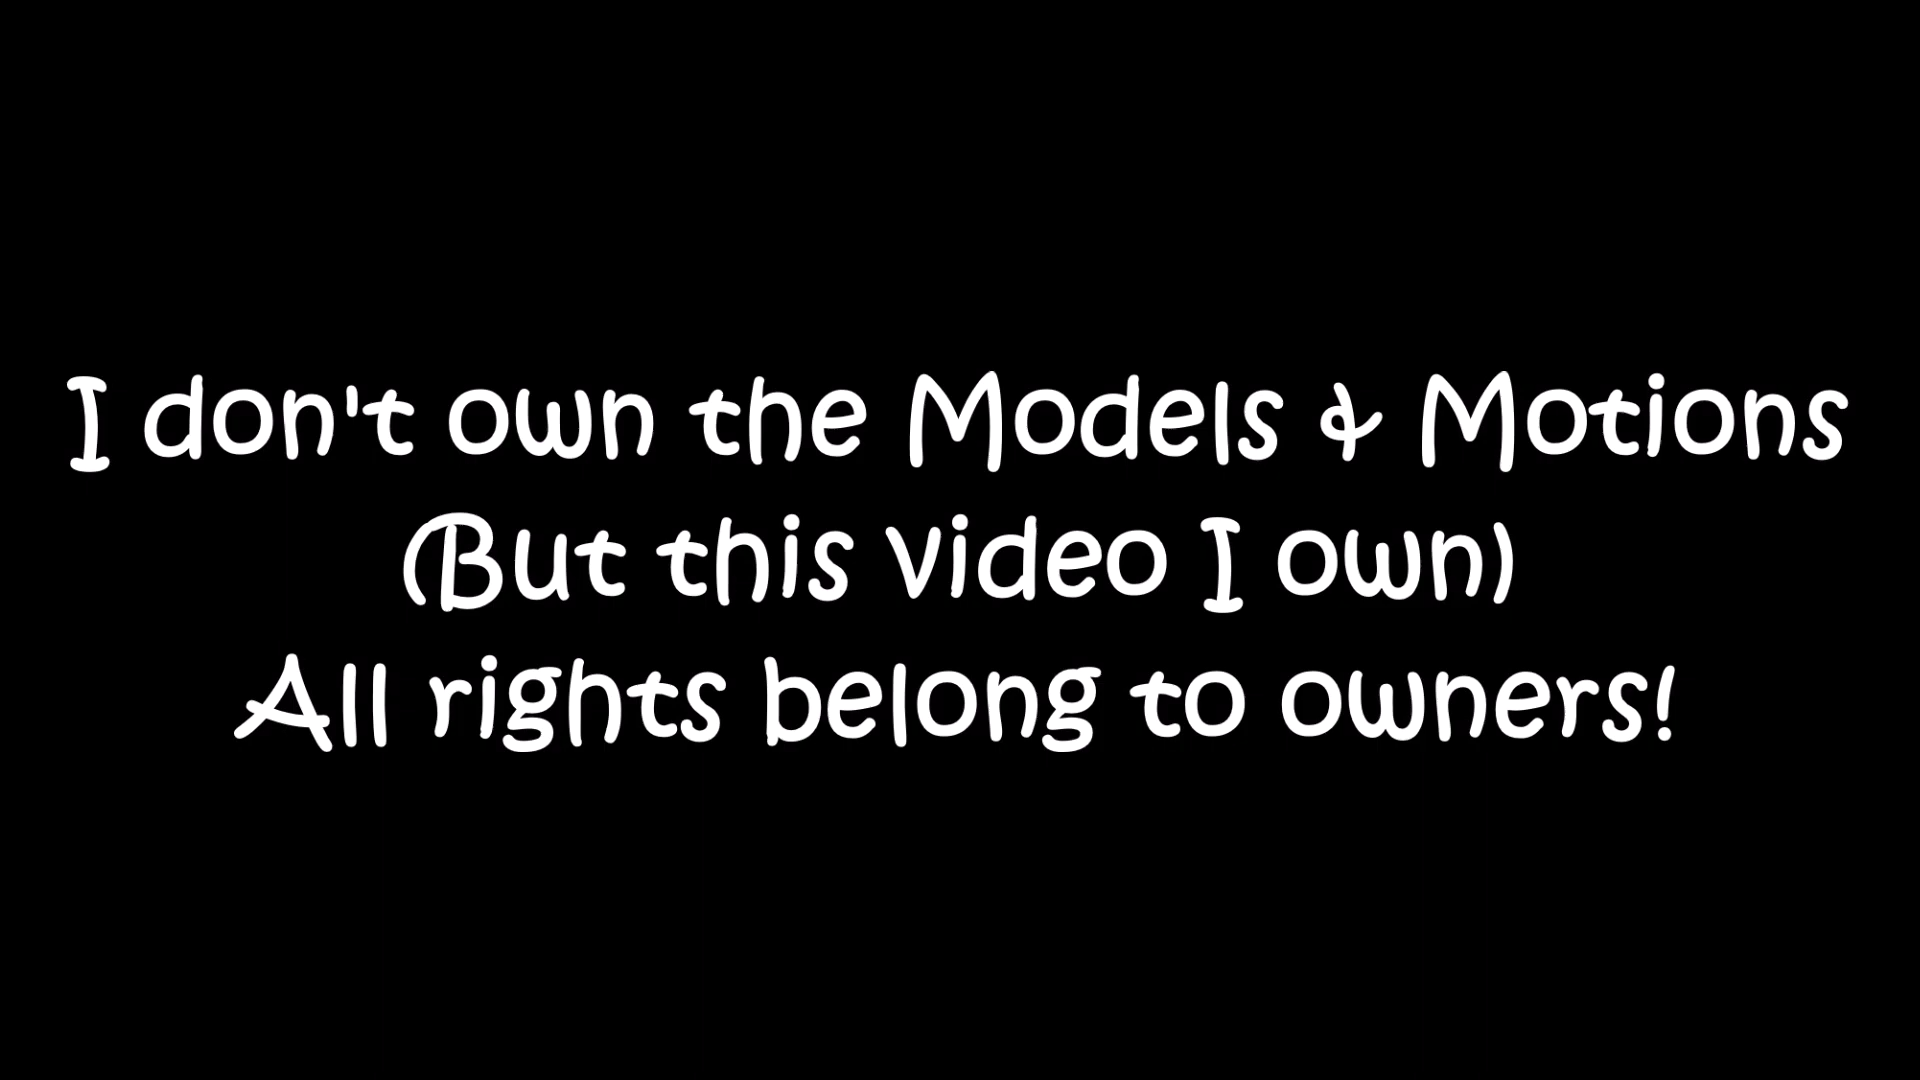 I don't own the Models & Motions
(But this video I own)
All rights belong to owners!